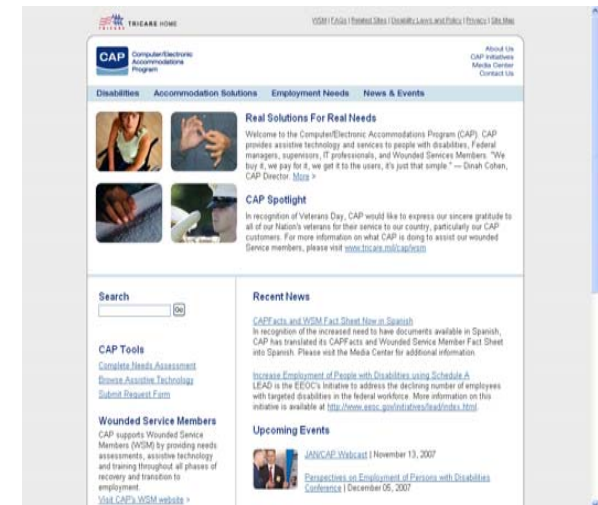 TRICARE HOME
WSM | FAQs | Related Sites | Disability Laws and Policy | Privacy | Site Map
TRICARE
CAP Computer/Electronic
Accommodations
Program
About Us
CAP Initiatives
Media Center
Contact Us
Disabilities Accommodation Solutions Employment Needs News & Events
Real Solutions For Real Needs
Welcome to the Computer/Electronic Accommodations Program (CAP). CAP
provides assistive technology and services to people with disabilities, Federal
managers, supervisors, IT professionals, and Wounded Services Members. "We
buy it, we pay for it, we get it to the users, it's just that simple." — Dinah Cohen,
CAP Director. More >
CAP Spotlight
In recognition of Veterans Day, CAP would like to express our sincere gratitude to
all of our Nation's veterans for their service to our country, particularly our CAP
customers. For more information on what CAP is doing to assist our wounded
Service members, please visit www.tricare.mil/cap/wsm
Search
Go
CAP Tools
Complete Needs Assessment
Browse Assistive Technology
Submit Request Form
Wounded Service Members
CAP supports Wounded Service
Members (WSM) by providing needs
assessments, assistive technology
and training throughout all phases of
recovery and transition to
employment.
Visit CAP's WSM website >
Recent News
CAPFacts and WSM Fact Sheet Now in Spanish
In recognition of the increased need to have documents available in Spanish,
CAP has translated its CAPFacts and Wounded Service Member Fact Sheet
into Spanish. Please visit the Media Center for additional information.
Increase Employment of People with Disabilities using Schedule A
LEAD is the EEOC's Initiative to address the declining number of employees
with targeted disabilities in the federal workforce. More information on this
initiative is available at http://www.eeoc.gov/initiatives/lead/index.html.
Upcoming Events
JAN/CAP Webcast | November 13, 2007
Perspectives on Employment of Persons with Disabilities
Conference | December 05, 2007